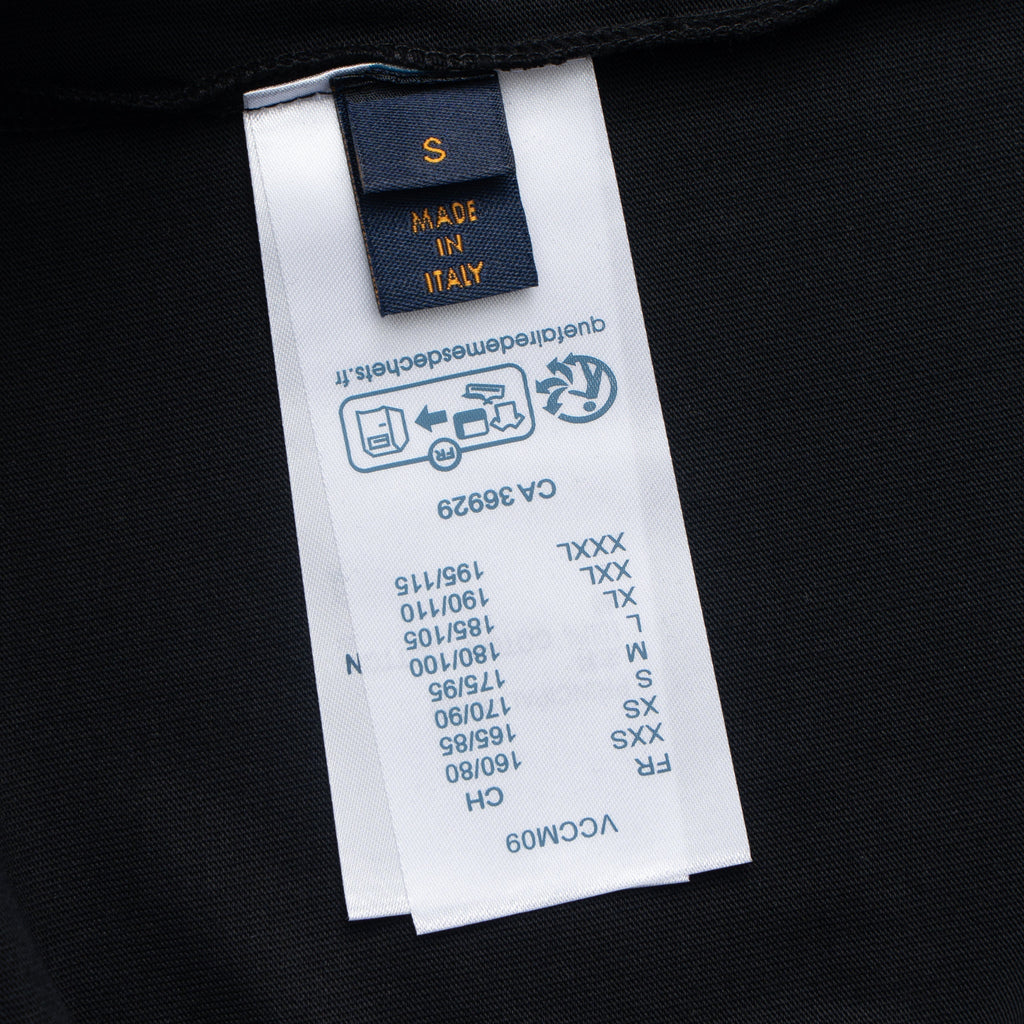 S
MADE
IN
ITALY
VCCM09
FR CH
XXS 160/80
XS 165/85
S 170/90
M 175/95
L 180/100
XL 185/105
XXL 190/110
XXXL 195/115
N
CA 36929
FR
quefairedemesdechets.fr